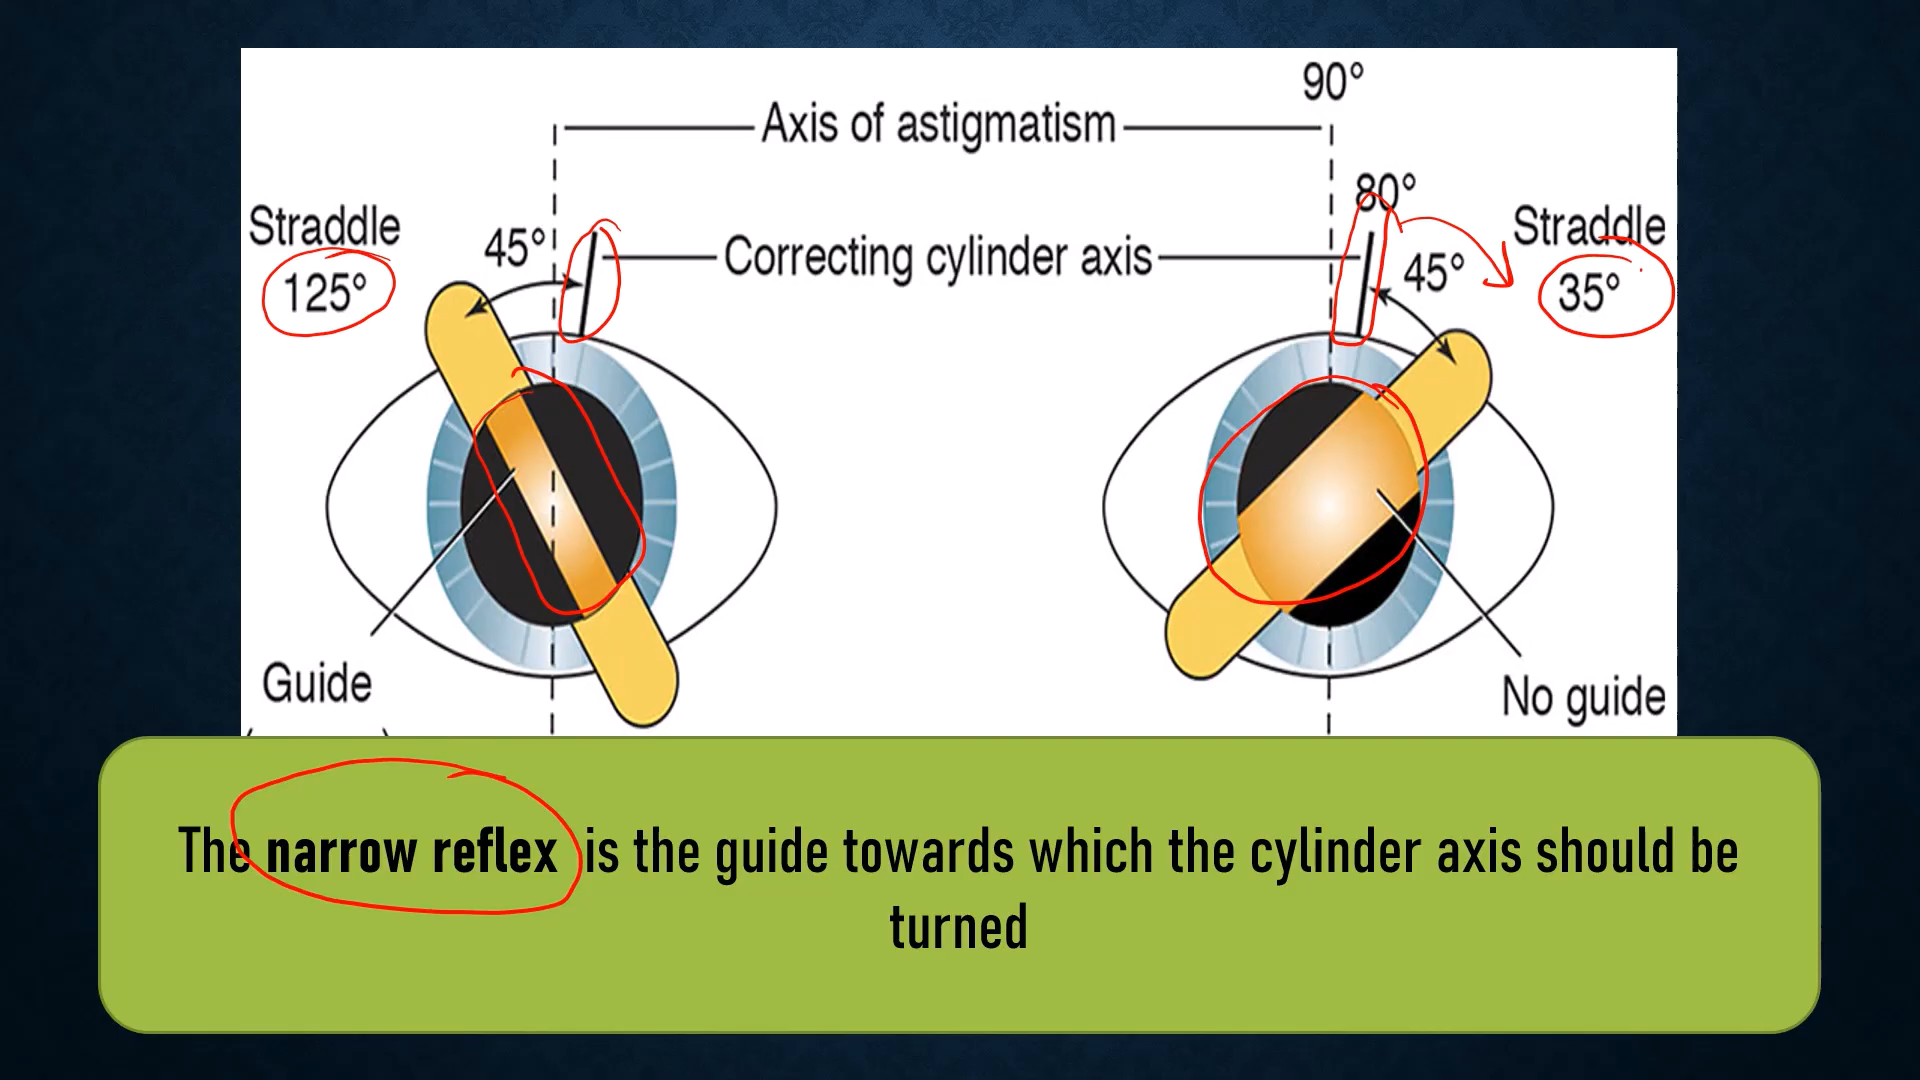 90°
Axis of astigmatism
80°
Straddle 45° Correcting cylinder axis 45° Straddle
125° 35°
Guide No guide
The narrow reflex is the guide towards which the cylinder axis should be
turned